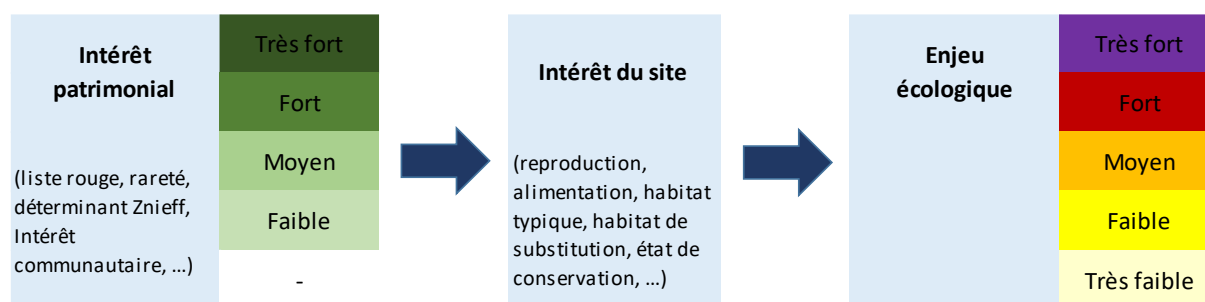 Intérêt
patrimonial
(liste rouge, rareté,
déterminant Znieff,
Intérêt
communautaire, ...)
Très fort
Fort
Moyen
Faible
-
Intérêt du site
(reproduction,
alimentation, habitat
typique, habitat de
substitution, état de
conservation, ...)
Enjeu
écologique
Très fort
Fort
Moyen
Faible
Très faible